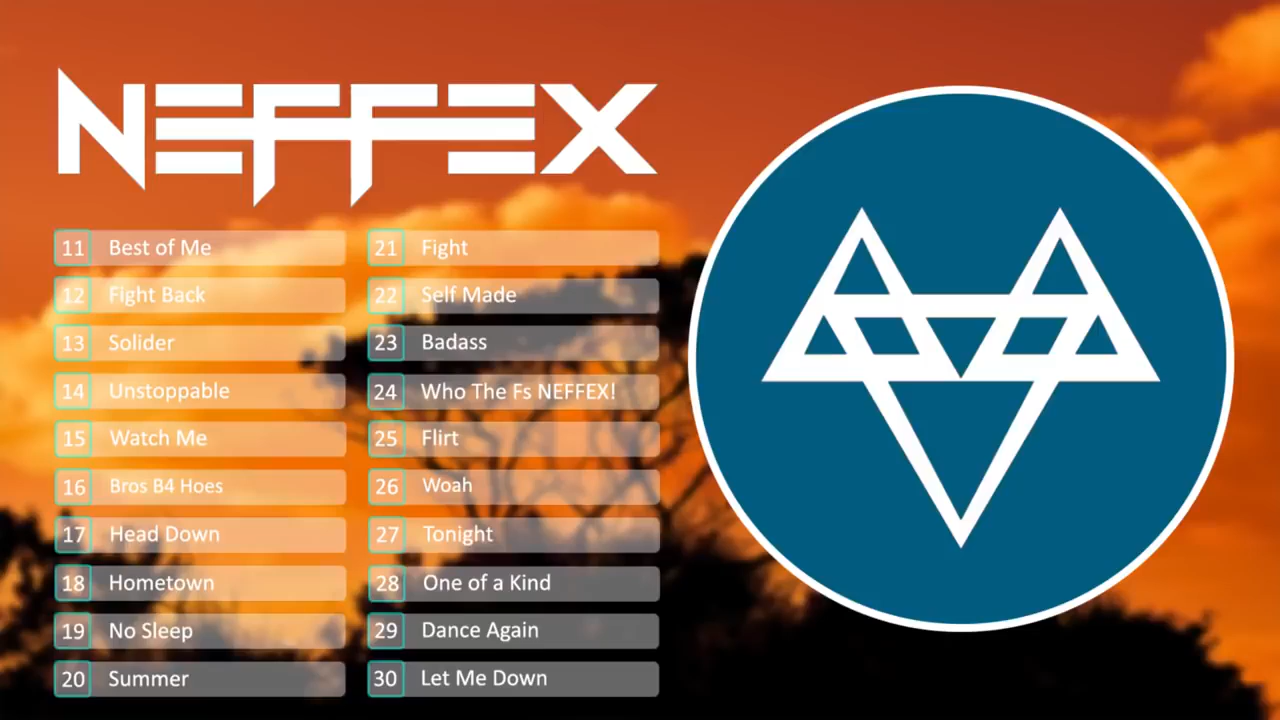 NEFFEX
11 Best of Me
12 Fight Back
13 Solider
14 Unstoppable
15 Watch Me
16 Bros B4 Hoes
17 Head Down
18 Hometown
19 No Sleep
20 Summer
21 Fight
22 Self Made
23 Badass
24 Who The Fs NEFFEX!
25 Flirt
26 Woah
27 Tonight
28 One of a Kind
29 Dance Again
30 Let Me Down